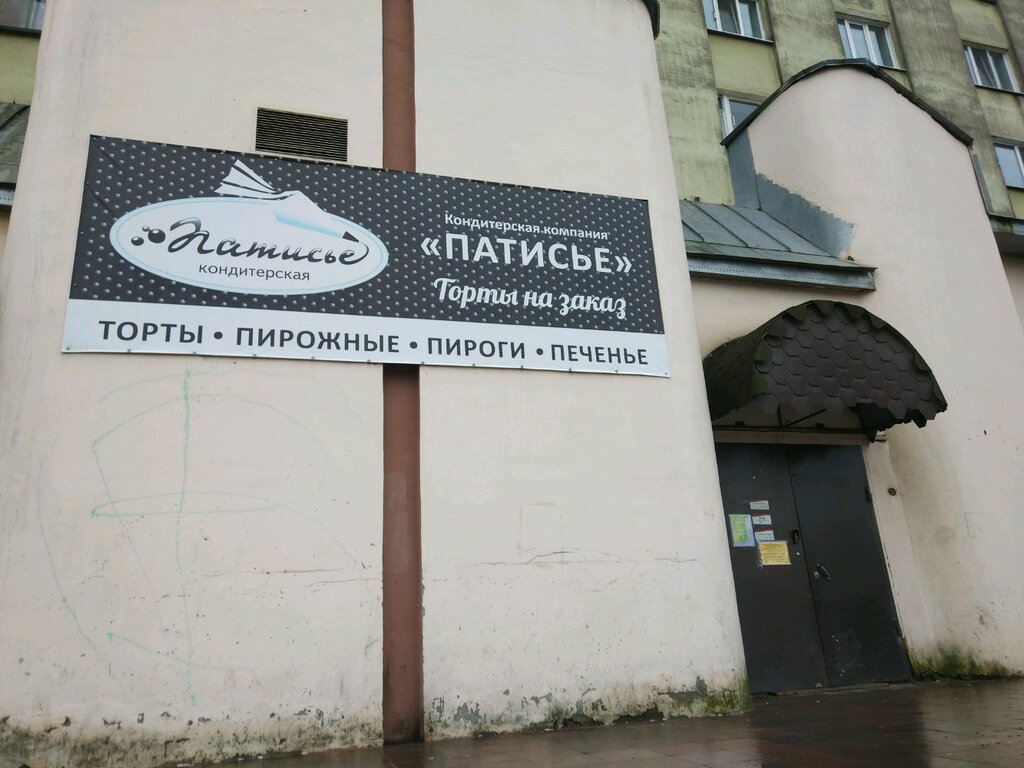 Патисье
кондитерская
Кондитерская компания
«ПАТИСЬЕ»
Торты на заказ
ТОРТЫ • ПИРОЖНЫЕ • ПИРОГИ • ПЕЧЕНЬЕ